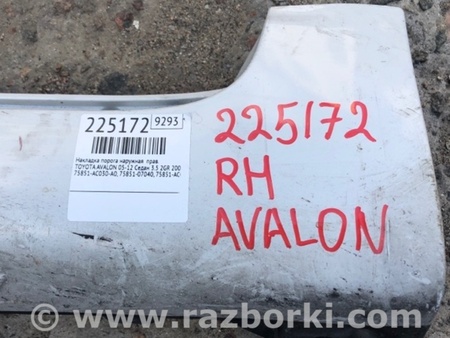 225172 9293
Накладка порога наружная прав.
TOYOTA AVALON 05-12 Седан 3.5 2GR 200
75851-AC030-A0, 75851-07040, 75851-AC
225172
RH
AVALON
www.razborki.com